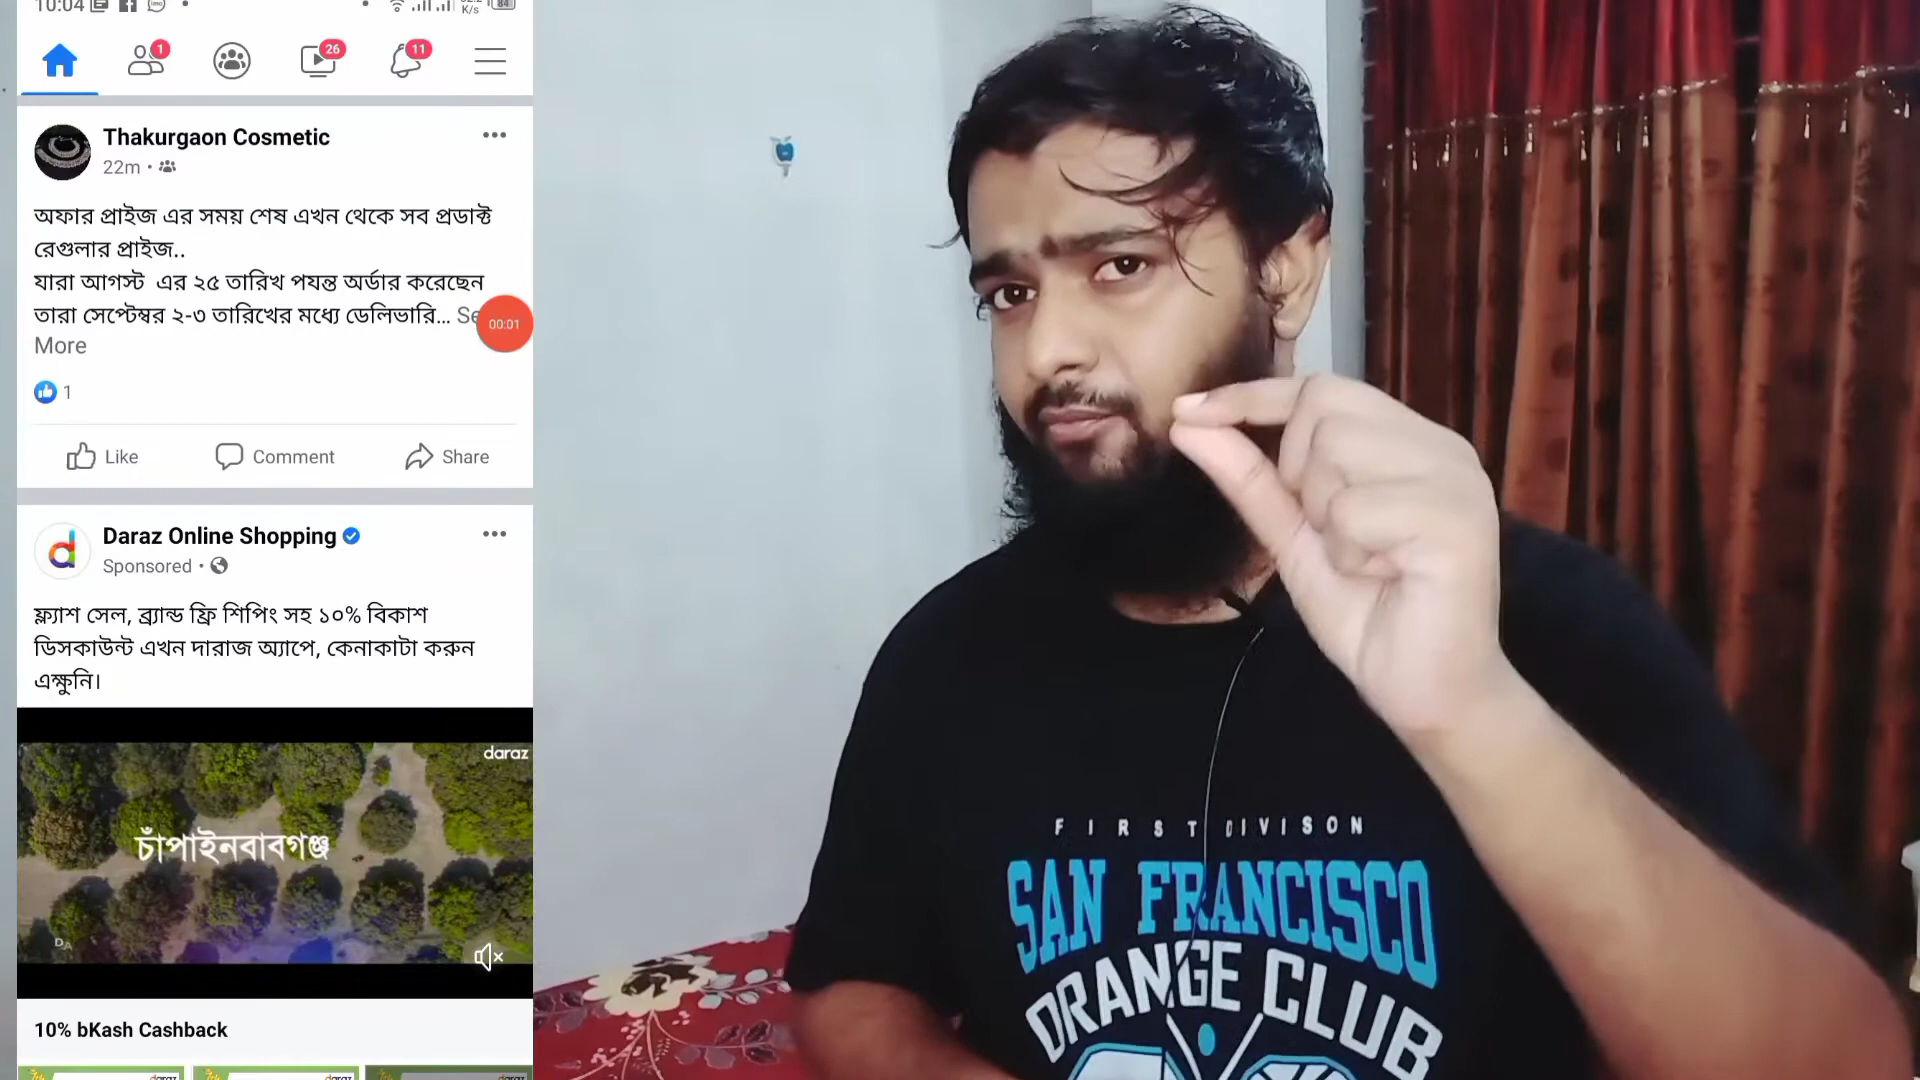 10:04
K/s
84
1
26
11
Thakurgaon Cosmetic
22m
অফার প্রাইজ এর সময় শেষ এখন থেকে সব প্রডাক্ট
রেগুলার প্রাইজ..
যারা আগস্ট এর ২৫ তারিখ পযন্ত অর্ডার করেছেন
তারা সেপ্টেম্বর ২-৩ তারিখের মধ্যে ডেলিভারি... Se
More
00:01
1
Like Comment Share
Daraz Online Shopping
Sponsored
ফ্ল্যাশ সেল, ব্র্যান্ড ফ্রি শিপিং সহ ১০% বিকাশ
ডিসকাউন্ট এখন দারাজ অ্যাপে, কেনাকাটা করুন
এক্ষুনি।
daraz
চাঁপাইনবাবগঞ্জ
10% bKash Cashback
FIRST DIVISON
SAN FRANCISCO
ORANGE CLUB